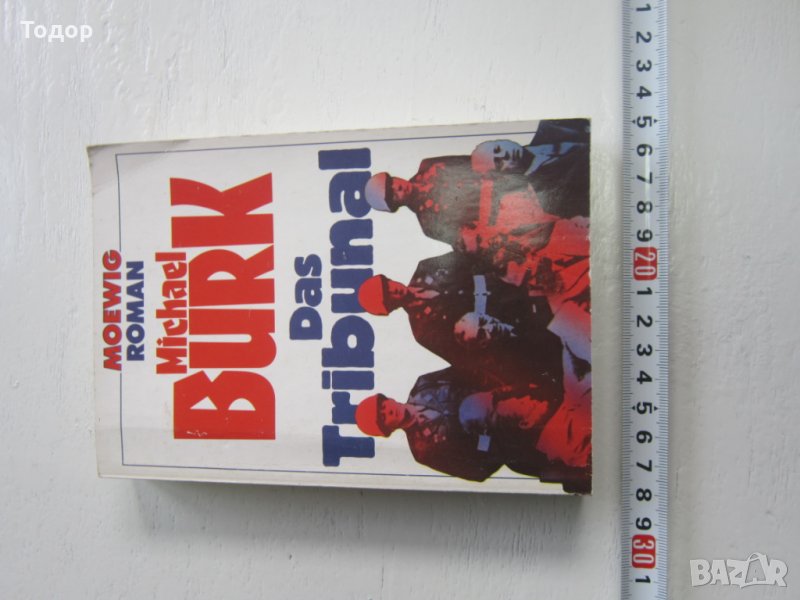 Тодор
MOEWIG
ROMAN
Michael
BURK
Das
Tribunal
1 2 3 4 5 6 7 8 9 20 1 2 3 4 5 6 7 8 9 30 1
BAZAR